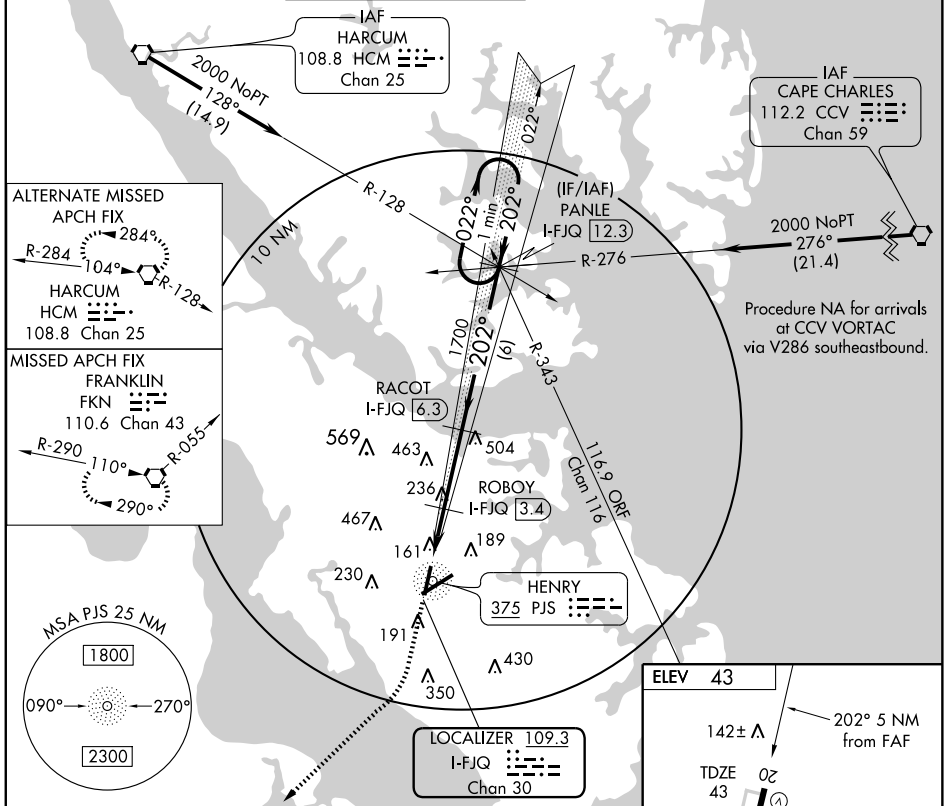 IAF
HARCUM
108.8 HCM
Chan 25
2000 NoPT
128°
(14.9)
R-128
IAF
CAPE CHARLES
112.2 CCV
Chan 59
2000 NoPT
276°
(21.4)
R-276
Procedure NA for arrivals
at CCV VORTAC
via V286 southeastbound.
022°
022°
1 min
202°
(IF/IAF)
PANLE
I-FJQ 12.3
10 NM
ALTERNATE MISSED
APCH FIX
284°
R-284
104°
R-128
HARCUM
HCM
108.8 Chan 25
MISSED APCH FIX
FRANKLIN
FKN
110.6 Chan 43
R-290
110°
R-055
290°
1700
202°
(6)
R-343
116.9 ORF
Chan 116
RACOT
I-FJQ 6.3
569
463
504
236
ROBOY
I-FJQ 3.4
467
161
189
230
HENRY
375 PJS
191
430
350
MSA PJS 25 NM
1800
090°
270°
2300
LOCALIZER 109.3
I-FJQ
Chan 30
ELEV 43
142±
202° 5 NM
from FAF
TDZE
43
20
A